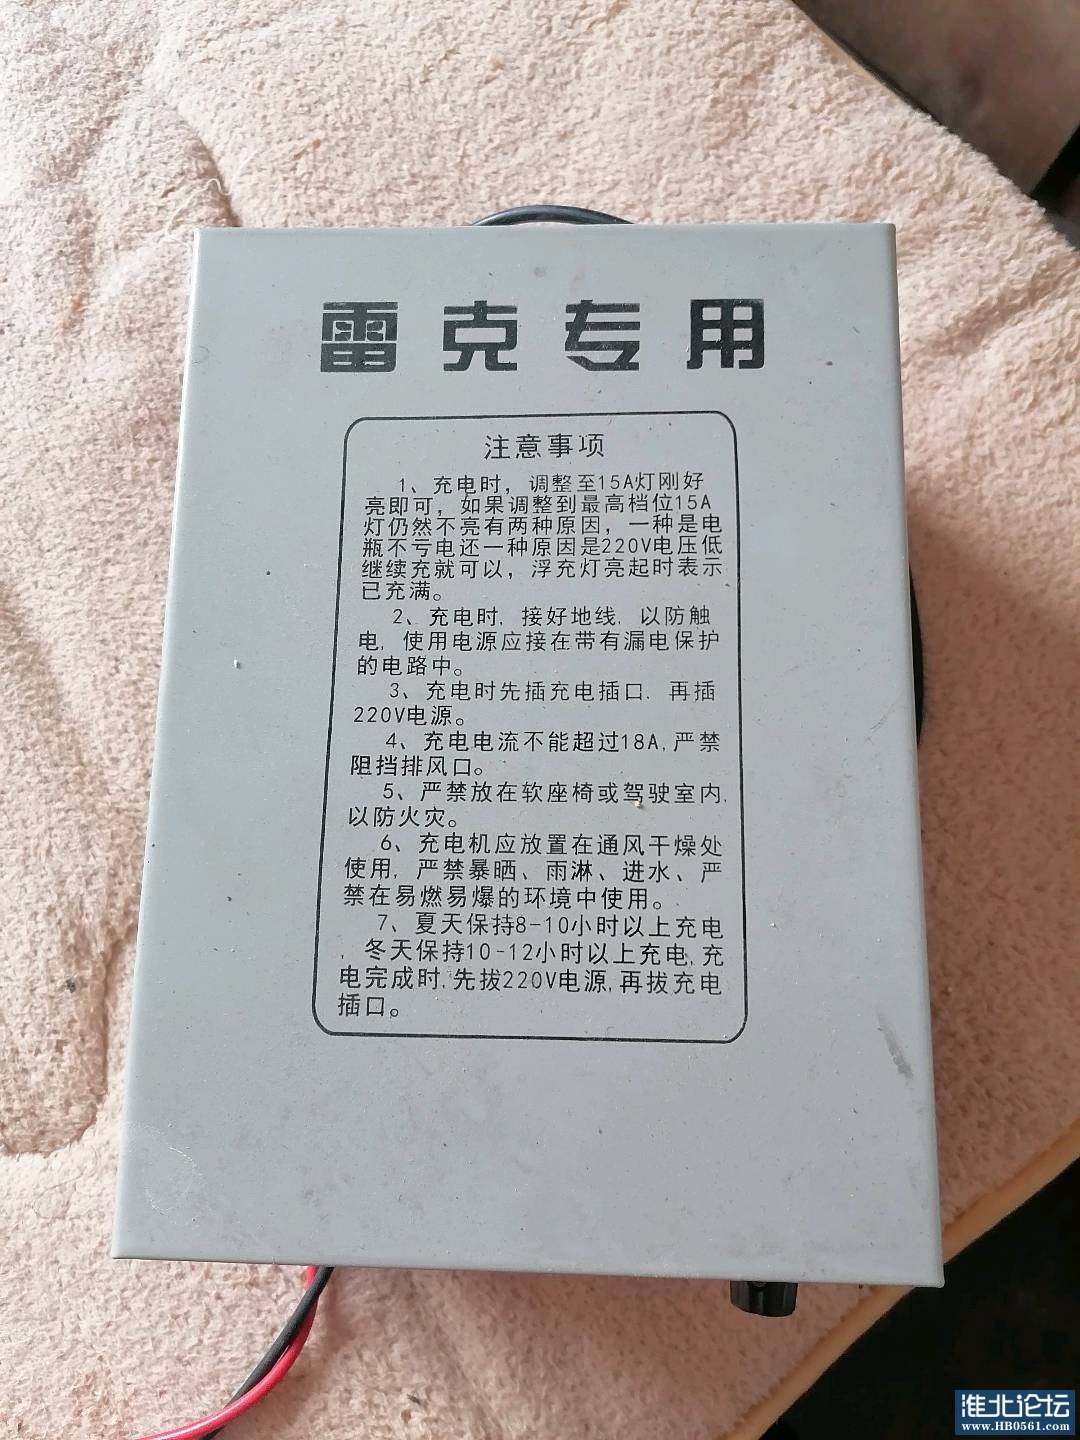 雷克专用
注意事项
1、充电时，调整至15A灯刚好
亮即可，如果调整到最高档位15A
灯仍然不亮有两种原因，一种是电
瓶不亏电还一种原因是220V电压低
继续充就可以，浮充灯亮起时表示
已充满。
2、充电时，接好地线，以防触
电，使用电源应接在带有漏电保护
的电路中。
3、充电时先插充电插口，再插
220V电源。
4、充电电流不能超过18A，严禁
阻挡排风口。
5、严禁放在软座椅或驾驶室内，
以防火灾。
6、充电机应放置在通风干燥处
使用，严禁暴晒、雨淋、进水、严
禁在易燃易爆的环境中使用。
7、夏天保持8-10小时以上充电
，冬天保持10-12小时以上充电，充
电完成时，先拔220V电源，再拔充电
插口。
淮北论坛
www.HB0561.com